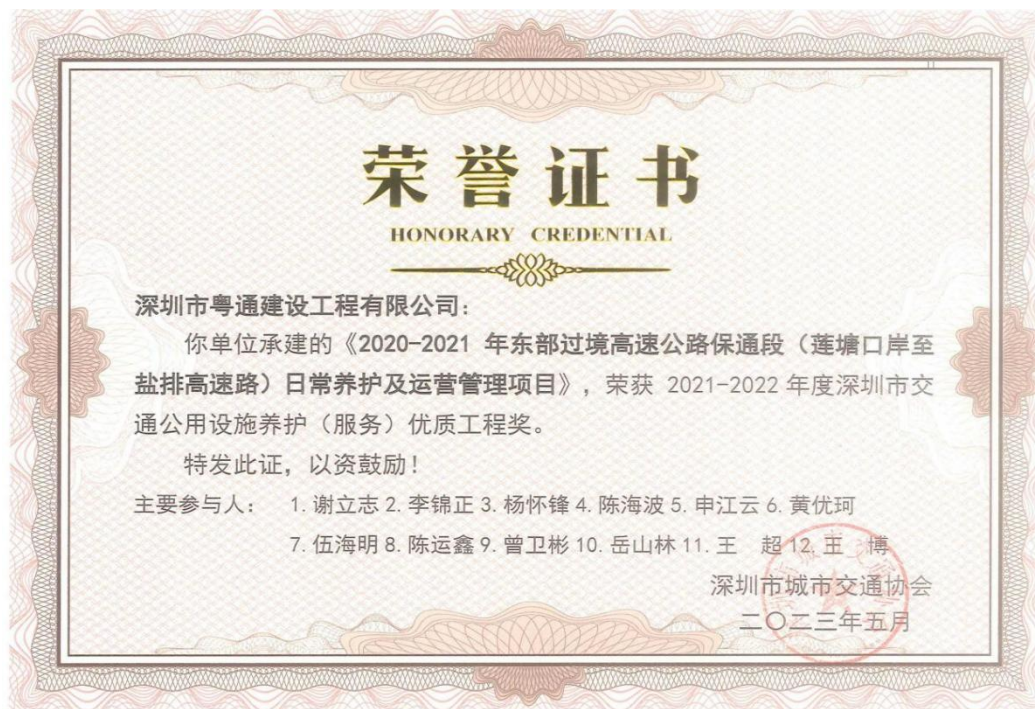 荣誉证书
HONORARY CREDENTIAL
深圳市粤通建设工程有限公司：
你单位承建的《2020-2021 年东部过境高速公路保通段（莲塘口岸至
盐排高速路）日常养护及运营管理项目》，荣获 2021-2022 年度深圳市交
通公用设施养护（服务）优质工程奖。
特发此证，以资鼓励！
主要参与人： 1. 谢立志 2. 李锦正 3. 杨怀锋 4. 陈海波 5. 申江云 6. 黄优珂
7. 伍海明 8. 陈运鑫 9. 曾卫彬 10. 岳山林 11. 王 超 12. 王 博
深圳市城市交通协会
二〇二三年五月